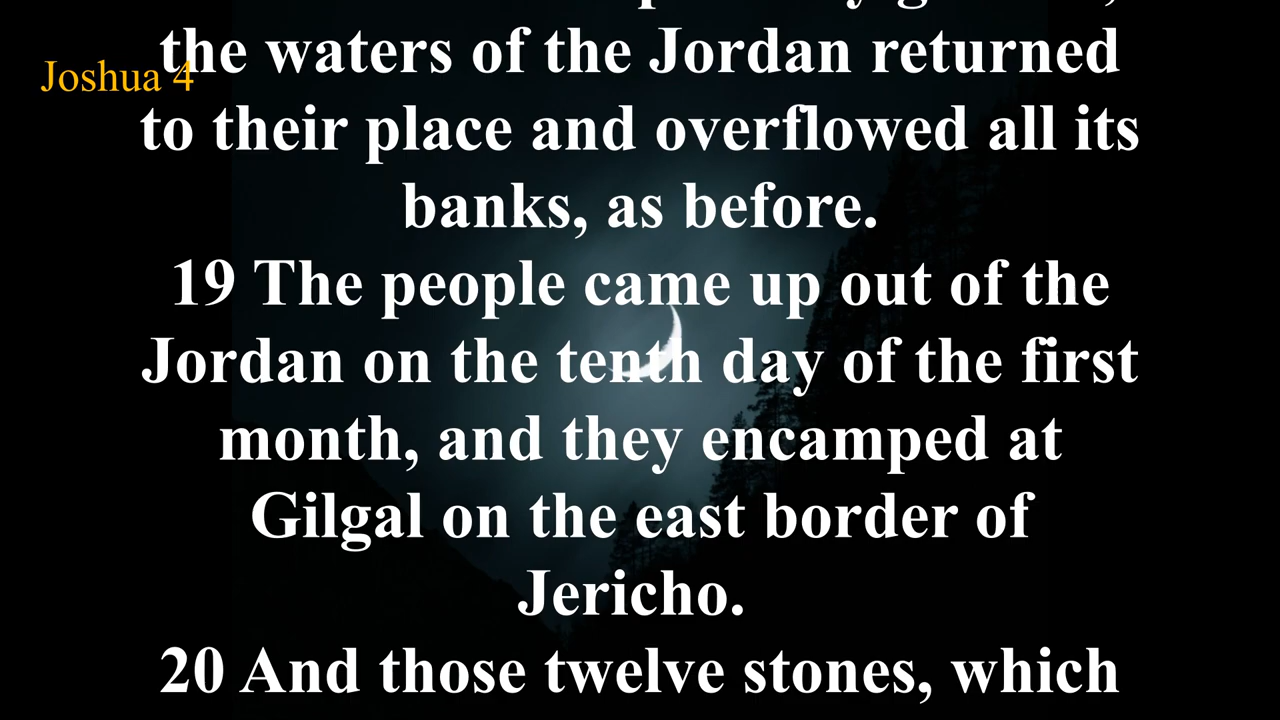 the waters of the Jordan returned
Joshua 4
to their place and overflowed all its
banks, as before.
19 The people came up out of the
Jordan on the tenth day of the first
month, and they encamped at
Gilgal on the east border of
Jericho.
20 And those twelve stones, which